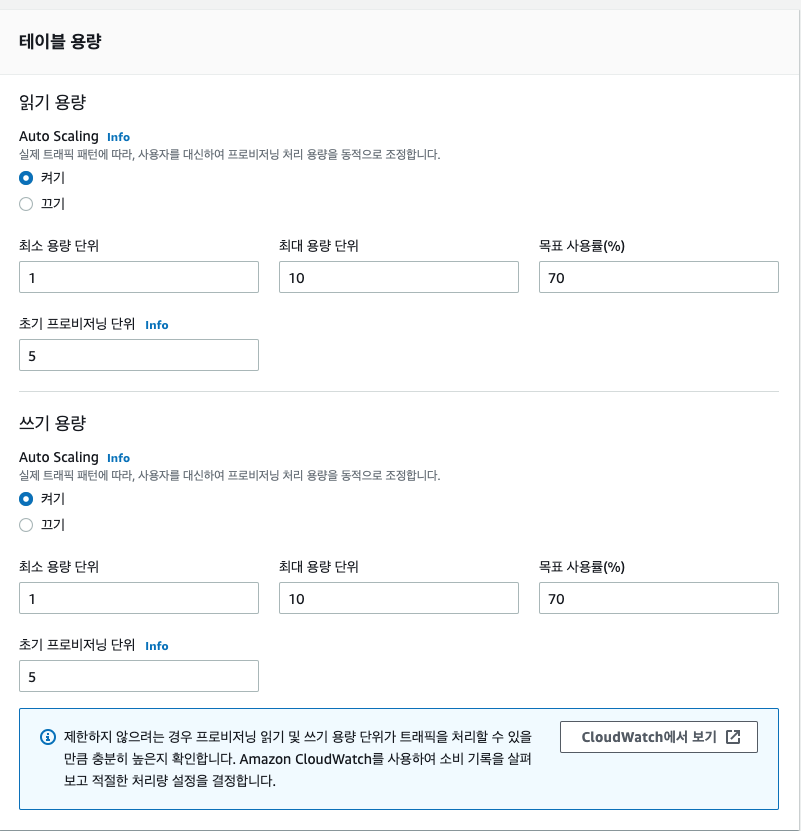 테이블 용량
읽기 용량
Auto Scaling Info
실제 트래픽 패턴에 따라, 사용자를 대신하여 프로비저닝 처리 용량을 동적으로 조정합니다.
켜기
끄기
최소 용량 단위 최대 용량 단위 목표 사용률(%)
1 10 70
초기 프로비저닝 단위 Info
5
쓰기 용량
Auto Scaling Info
실제 트래픽 패턴에 따라, 사용자를 대신하여 프로비저닝 처리 용량을 동적으로 조정합니다.
켜기
끄기
최소 용량 단위 최대 용량 단위 목표 사용률(%)
1 10 70
초기 프로비저닝 단위 Info
5
제한하지 않으려는 경우 프로비저닝 읽기 및 쓰기 용량 단위가 트래픽을 처리할 수 있을 CloudWatch에서 보기
만큼 충분히 높은지 확인합니다. Amazon CloudWatch를 사용하여 소비 기록을 살펴
보고 적절한 처리량 설정을 결정합니다.